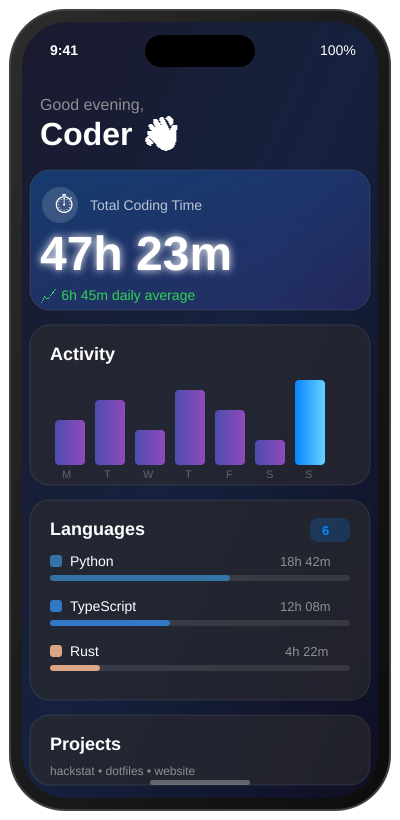 9:41 100%
Good evening,
Coder 👋
Total Coding Time
47h 23m
6h 45m daily average
Activity
M T W T F S S
Languages 6
Python 18h 42m
TypeScript 12h 08m
Rust 4h 22m
Projects
hackstat • dotfiles • website